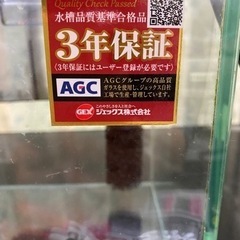 Quality Check Passed
水槽品質基準合格品
3年保証
(3年保証にはユーザー登録が必要です)
AGC
AGCグループの高品質
ガラスを使用し、ジェックス自社
工場で生産・管理しています。
GEX
ジェックス株式会社